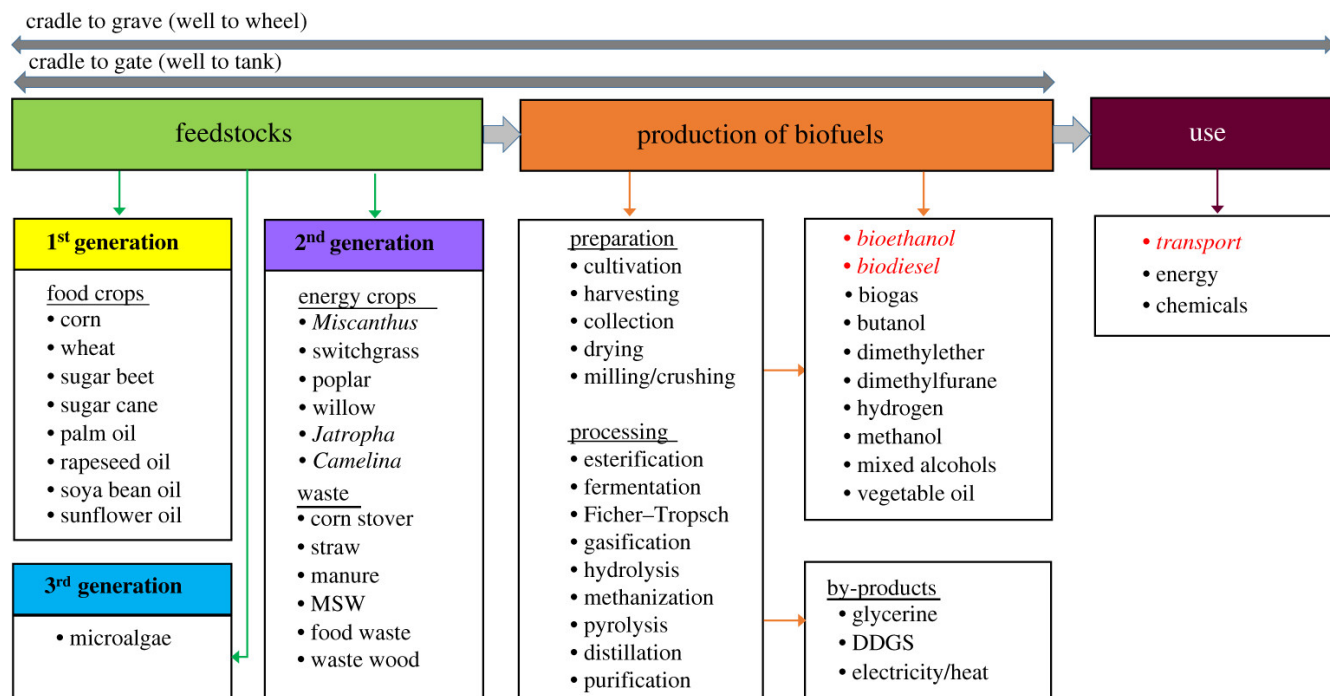 cradle to grave (well to wheel)
cradle to gate (well to tank)
feedstocks
production of biofuels
use
1st generation
food crops
• corn
• wheat
• sugar beet
• sugar cane
• palm oil
• rapeseed oil
• soya bean oil
• sunflower oil
3rd generation
• microalgae
2nd generation
energy crops
• Miscanthus
• switchgrass
• poplar
• willow
• Jatropha
• Camelina
waste
• corn stover
• straw
• manure
• MSW
• food waste
• waste wood
preparation
• cultivation
• harvesting
• collection
• drying
• milling/crushing
processing
• esterification
• fermentation
• Ficher–Tropsch
• gasification
• hydrolysis
• methanization
• pyrolysis
• distillation
• purification
• bioethanol
• biodiesel
• biogas
• butanol
• dimethylether
• dimethylfurane
• hydrogen
• methanol
• mixed alcohols
• vegetable oil
by-products
• glycerine
• DDGS
• electricity/heat
• transport
• energy
• chemicals